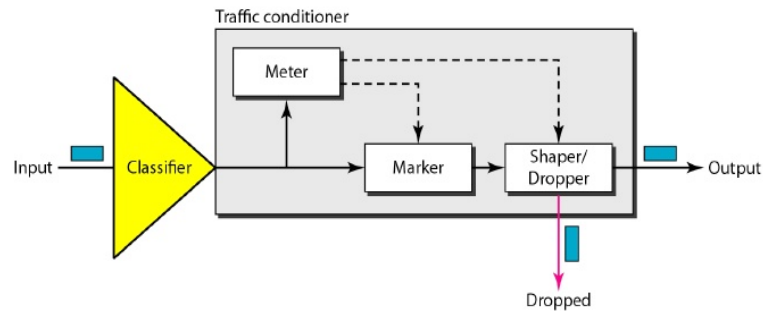 Traffic conditioner
Meter
Input
Classifier
Marker
Shaper/
Dropper
Output
Dropped